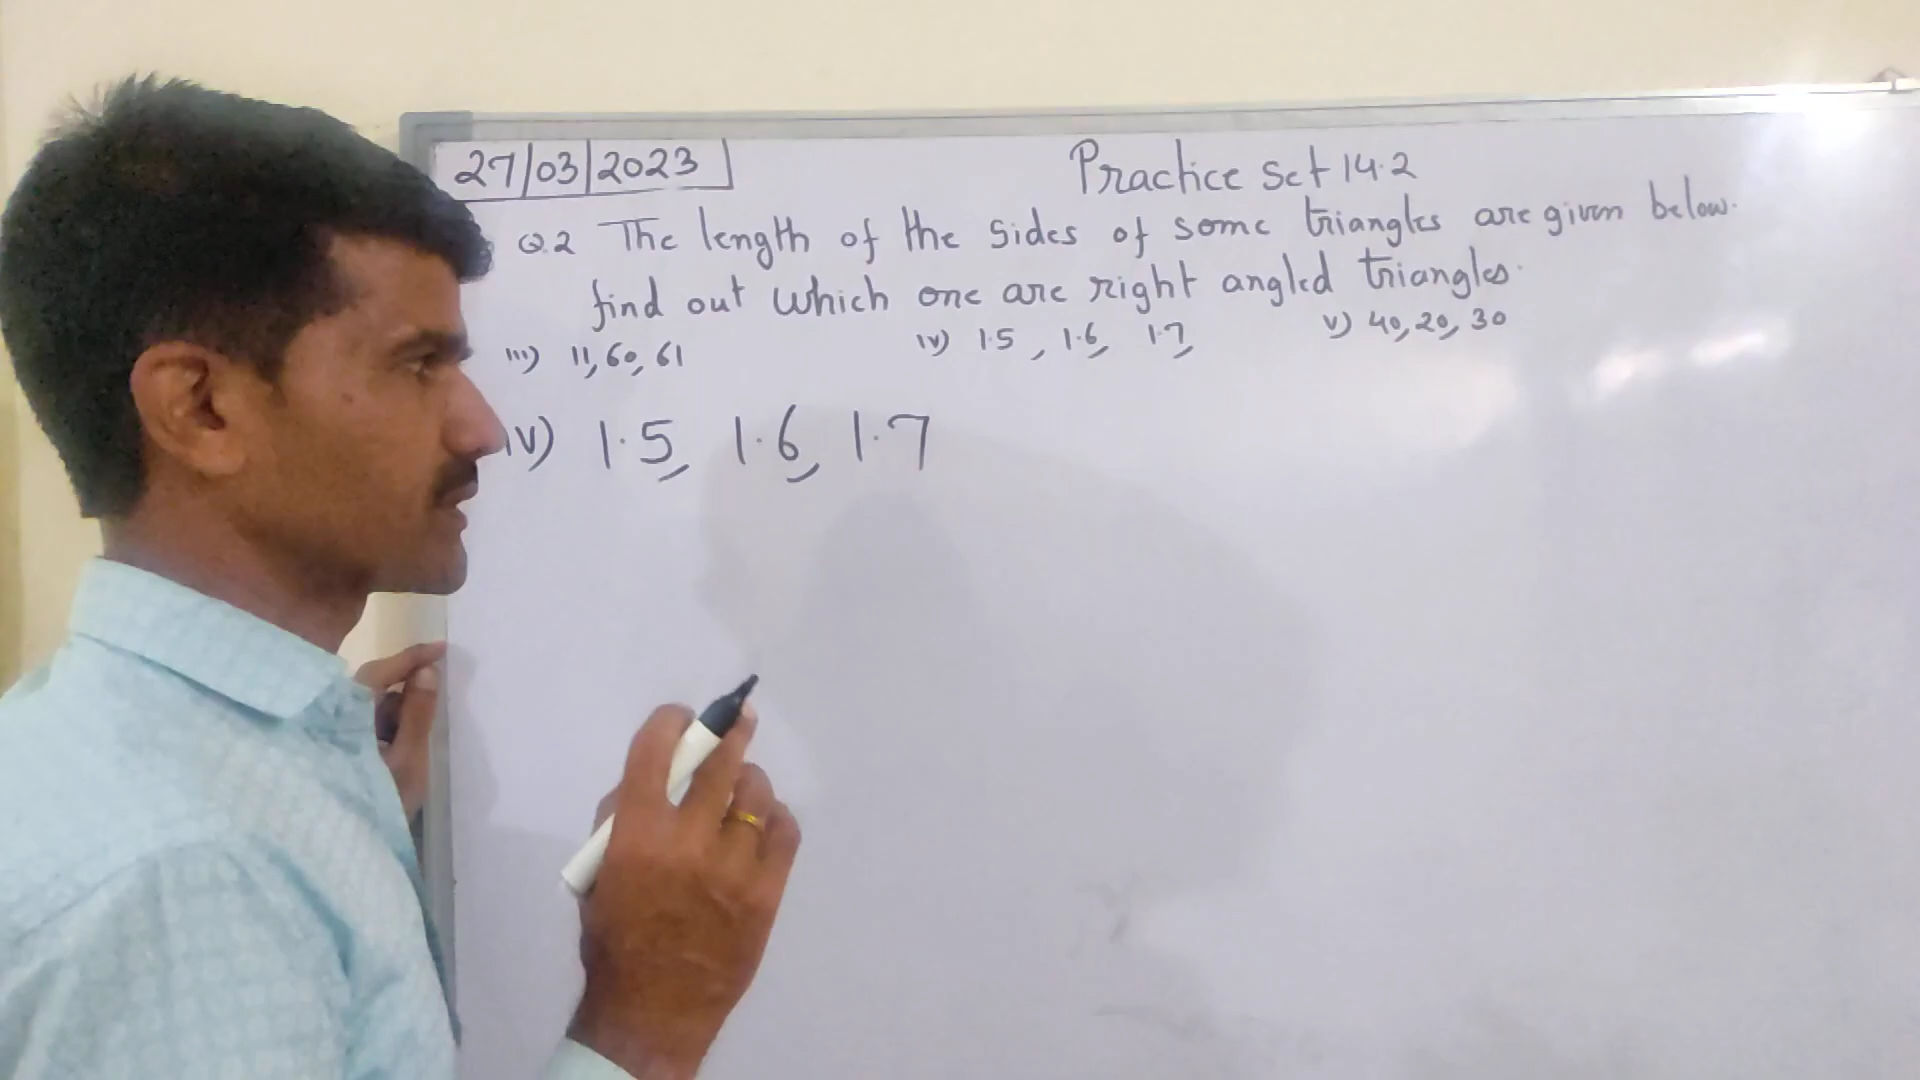 27/03/2023
Practice Set 14.2
Q.2 The length of the sides of some triangles are given below.
find out which one are right angled triangles.
iii) 11, 60, 61 iv) 1.5, 1.6, 1.7, v) 40, 20, 30
iv) 1.5, 1.6, 1.7